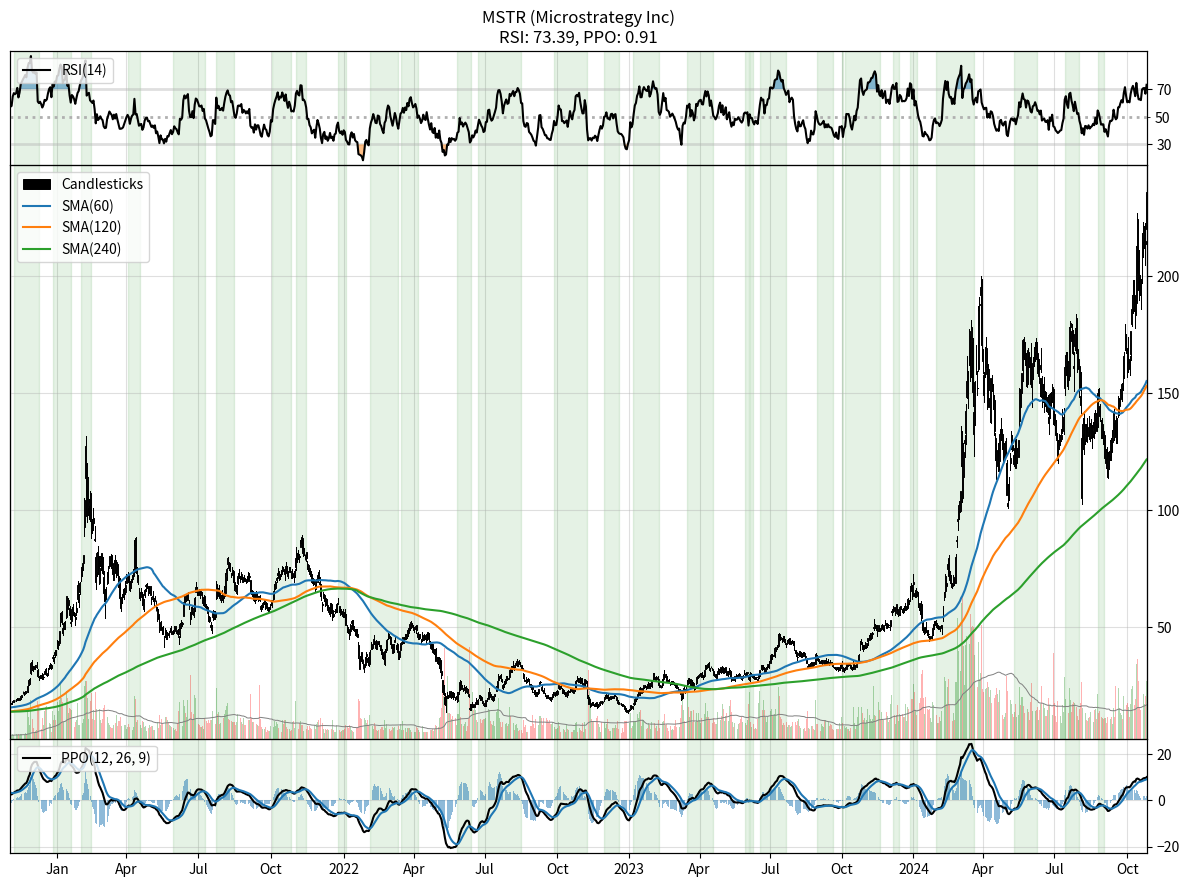 MSTR (Microstrategy Inc)
RSI: 73.39, PPO: 0.91
RSI(14)
70
50
30
Candlesticks
SMA(60)
SMA(120)
SMA(240)
200
150
100
50
PPO(12, 26, 9)
20
0
−20
Jan Apr Jul Oct 2022 Apr Jul Oct 2023 Apr Jul Oct 2024 Apr Jul Oct